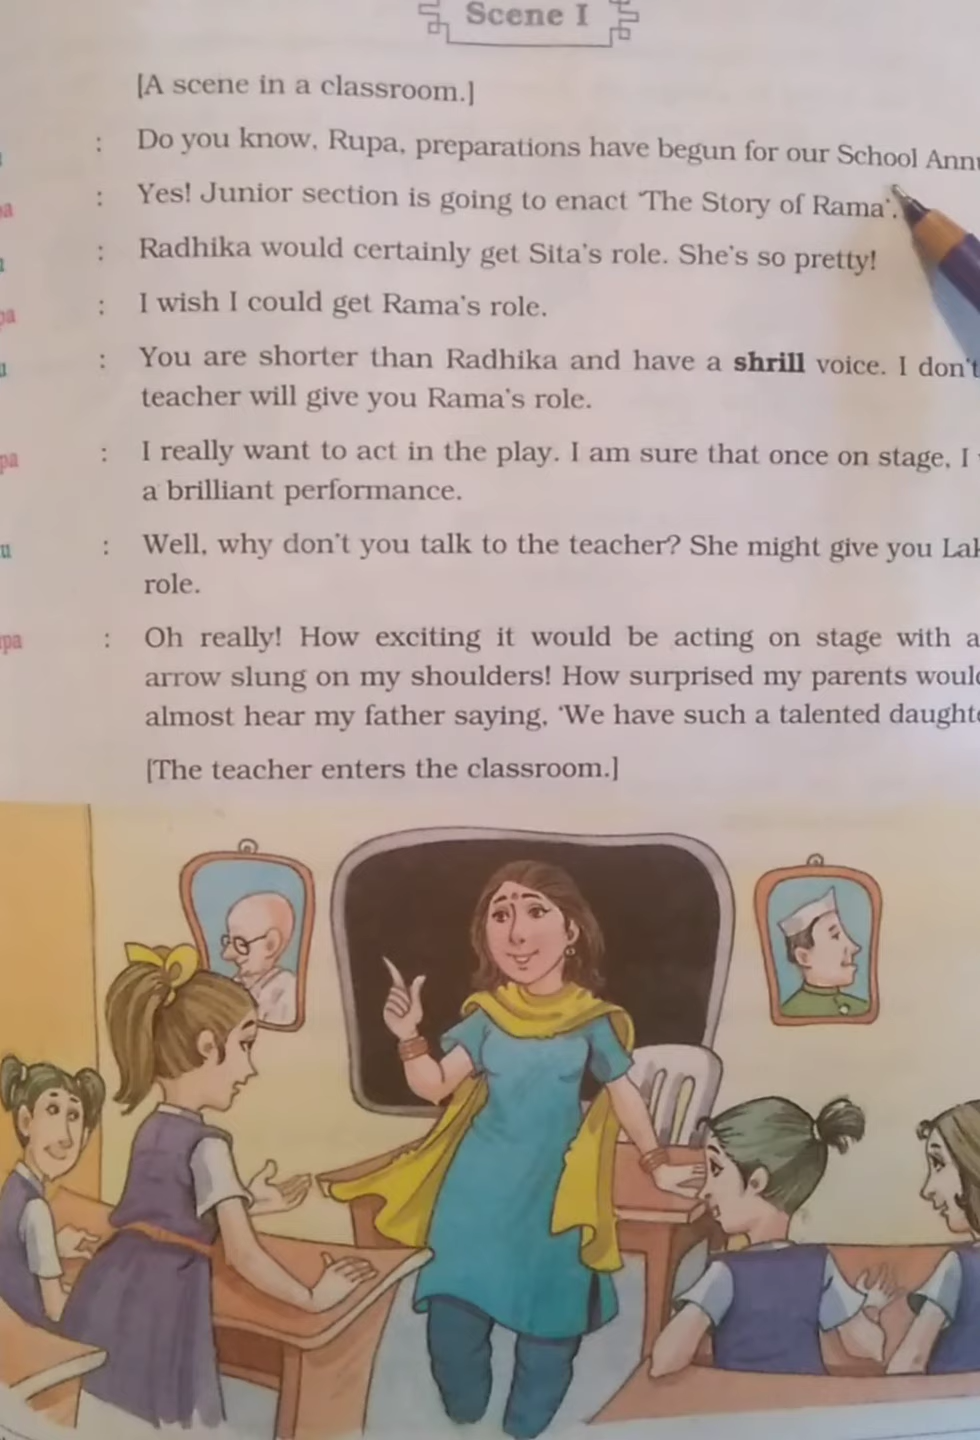 Scene I
[A scene in a classroom.]
: Do you know, Rupa, preparations have begun for our School
: Yes! Junior section is going to enact 'The Story of Rama'.
: Radhika would certainly get Sita's role. She's so pretty!
: I wish I could get Rama's role.
: You are shorter than Radhika and have a shrill voice. I don't
teacher will give you Rama's role.
: I really want to act in the play. I am sure that once on stage, I
a brilliant performance.
: Well, why don't you talk to the teacher? She might give you
role.
: Oh really! How exciting it would be acting on stage with a
arrow slung on my shoulders! How surprised my parents
almost hear my father saying, 'We have such a talented
[The teacher enters the classroom.]